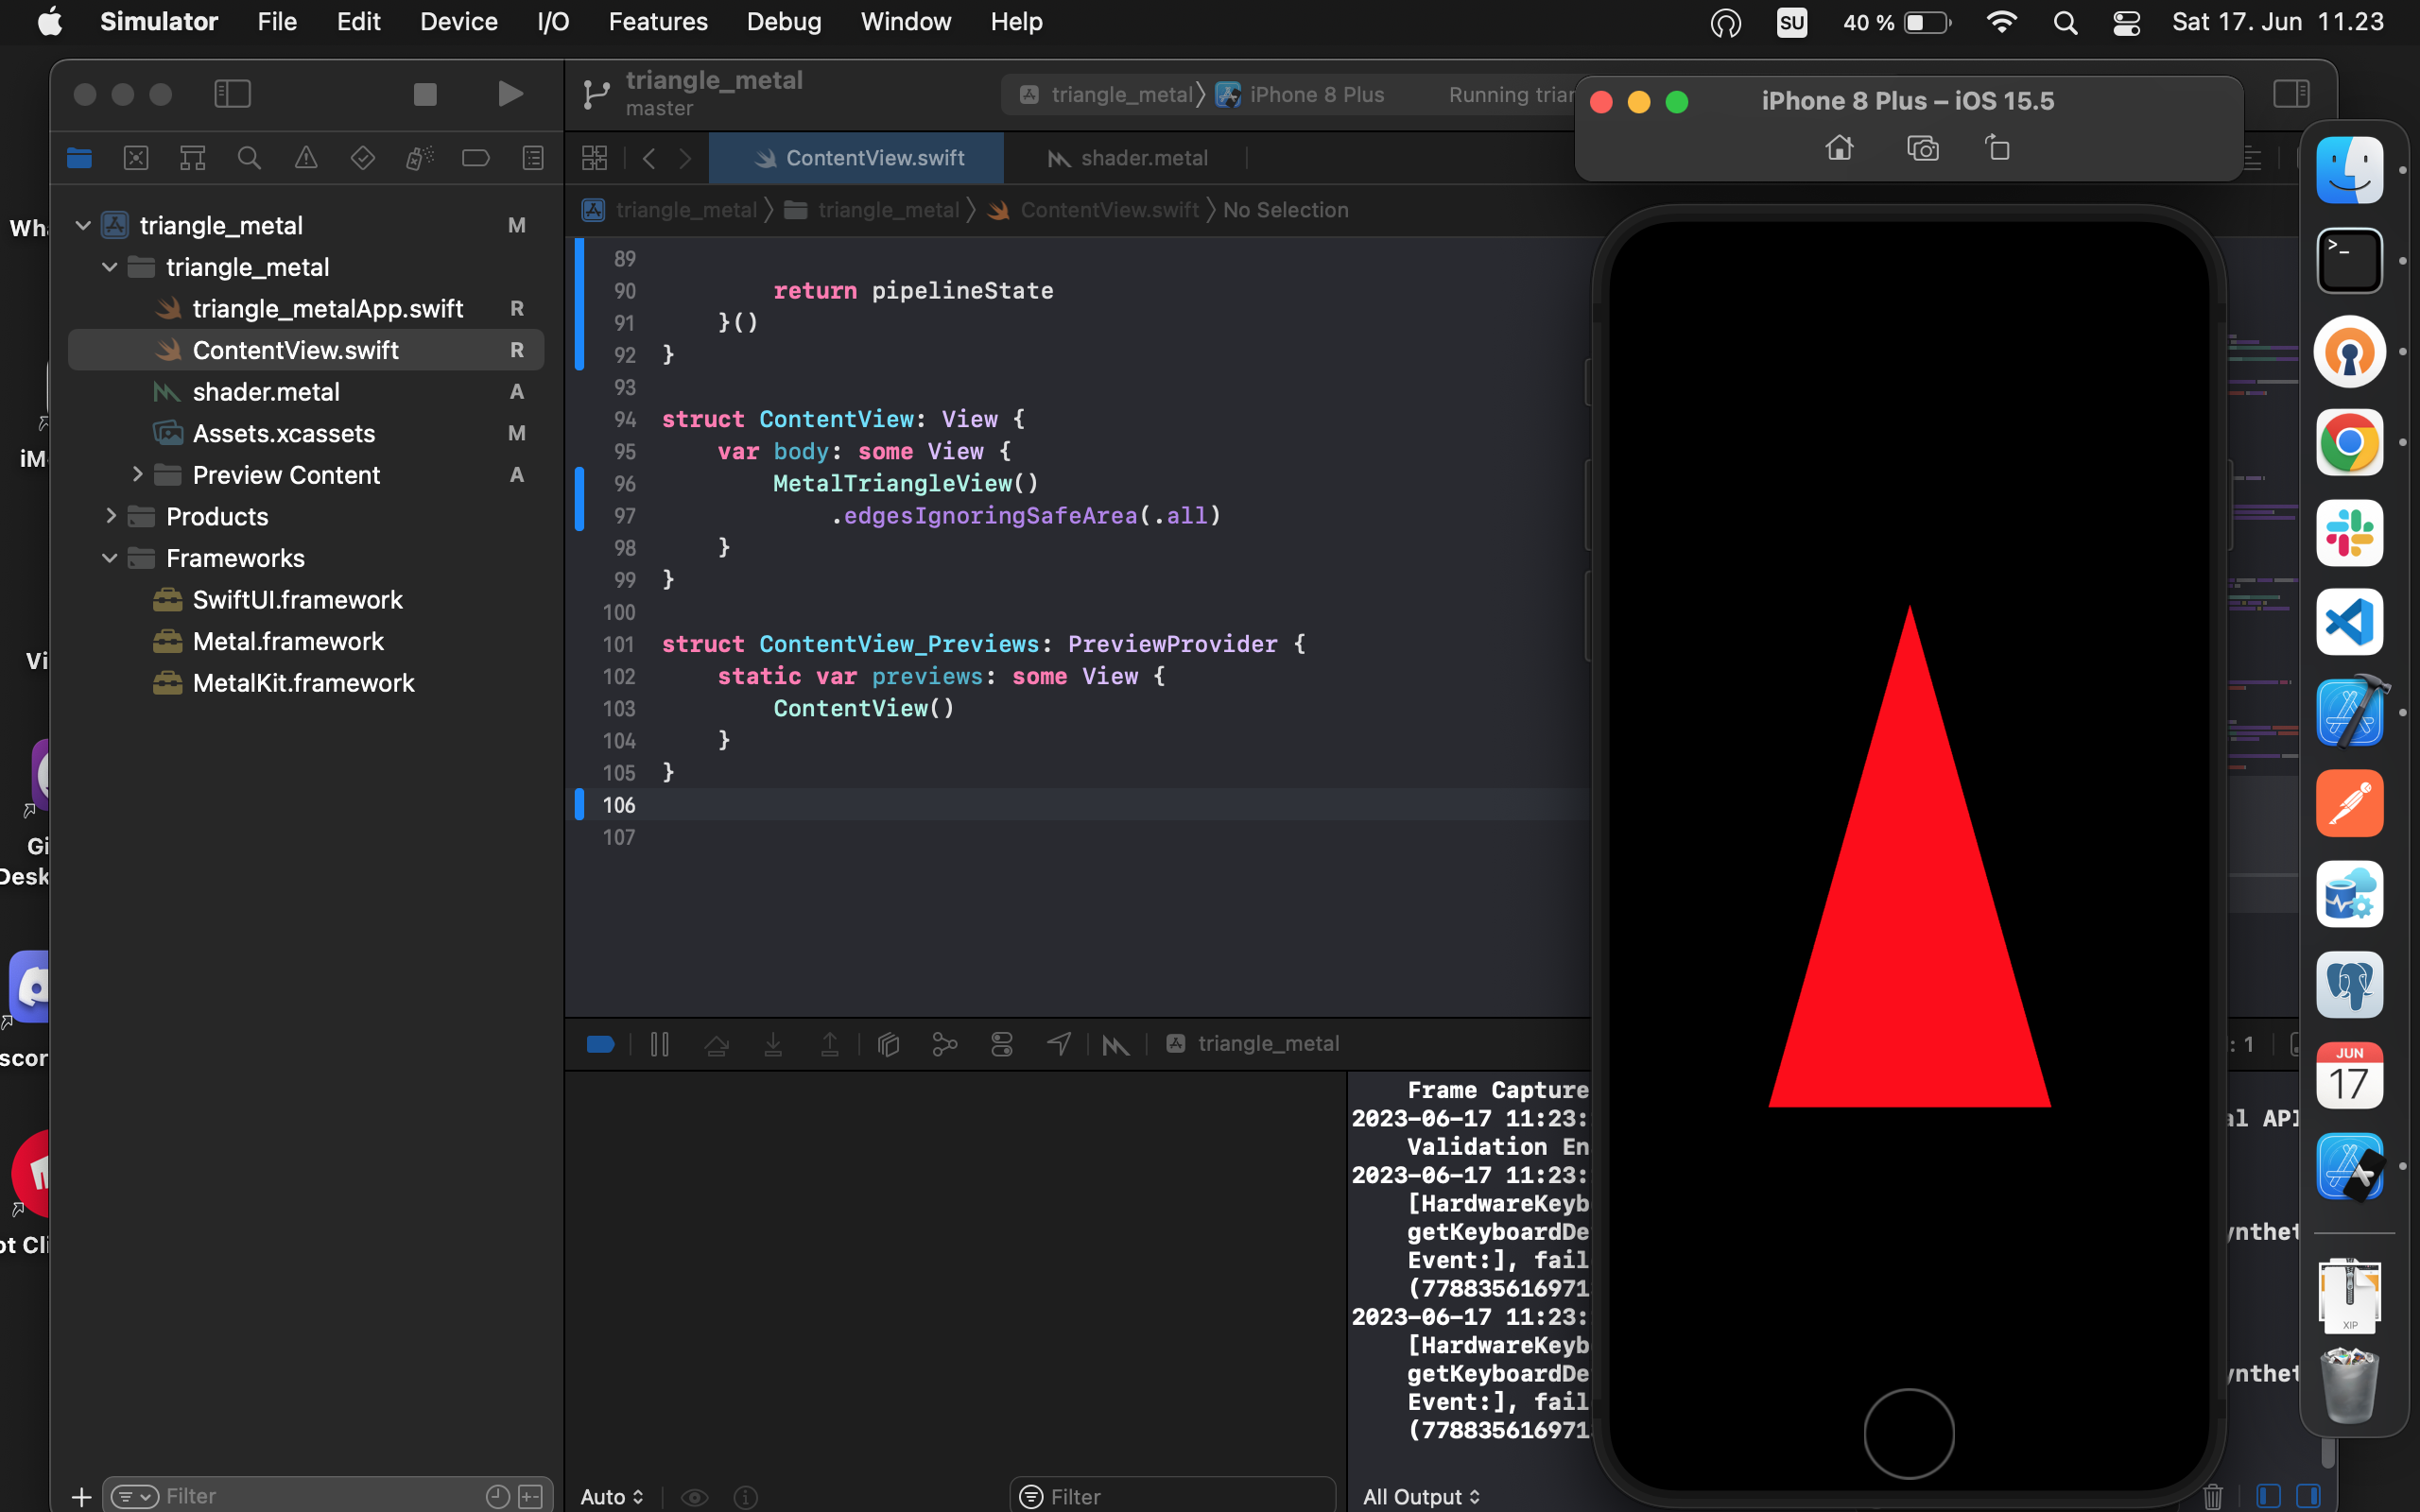 Simulator File Edit Device I/O Features Debug Window Help SU 40 % Sat 17. Jun 11.23
triangle_metal
master
triangle_metal iPhone 8 Plus Running trian
iPhone 8 Plus – iOS 15.5
ContentView.swift shader.metal
triangle_metal triangle_metal ContentView.swift No Selection
triangle_metal M
triangle_metal
triangle_metalApp.swift R
ContentView.swift R
shader.metal A
Assets.xcassets M
Preview Content A
Products
Frameworks
SwiftUI.framework
Metal.framework
MetalKit.framework
Wha
iM
Vi
Gi
Desk
scor
ot Cli
89
90 return pipelineState
91 }()
92 }
93
94 struct ContentView: View {
95 var body: some View {
96 MetalTriangleView()
97 .edgesIgnoringSafeArea(.all)
98 }
99 }
100
101 struct ContentView_Previews: PreviewProvider {
102 static var previews: some View {
103 ContentView()
104 }
105 }
106
107
triangle_metal
: 1
Frame Capture
2023-06-17 11:23: al API
Validation En
2023-06-17 11:23:
[HardwareKeyb
getKeyboardDe ynthet
Event:], fail
(778835616971
2023-06-17 11:23:
[HardwareKeyb
getKeyboardDe ynthet
Event:], fail
(778835616971
Filter
Auto
Filter
All Output
>_
JUN
17
XIP